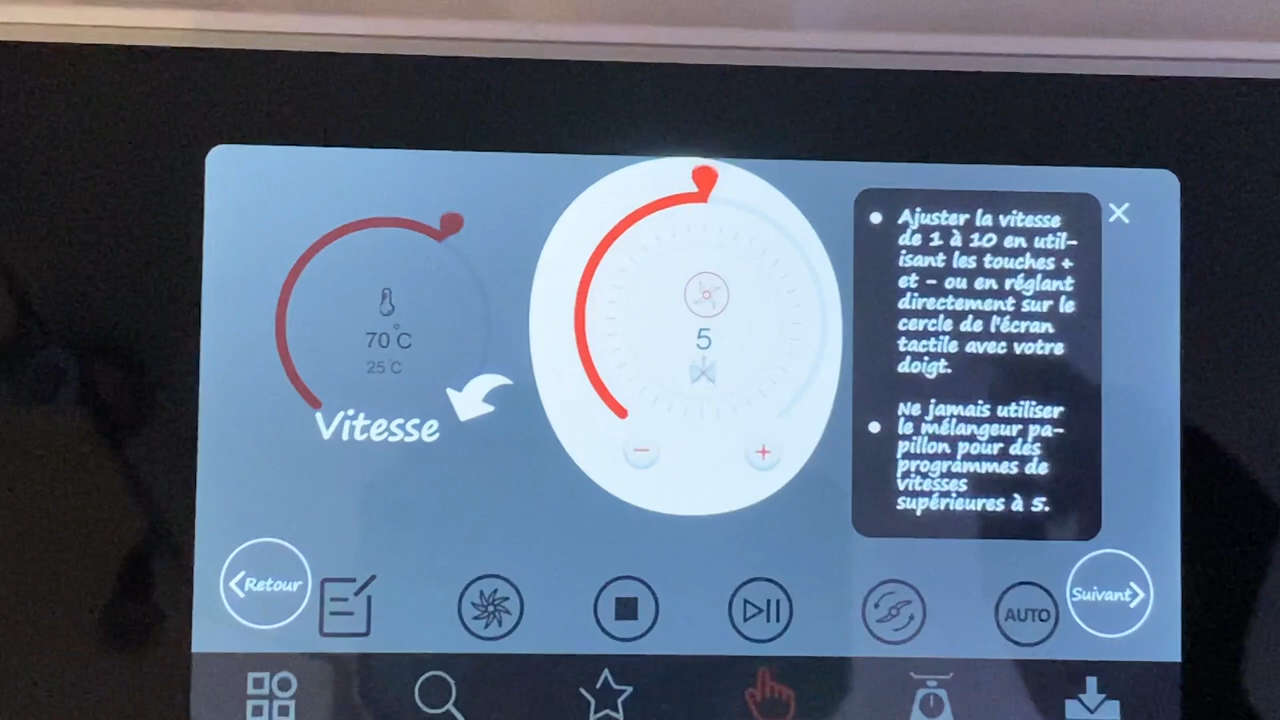 70°C
25°C
Vitesse
5
−
+
Ajuster la vitesse
de 1 à 10 en util-
isant les touches +
et - ou en réglant
directement sur le
cercle de l'écran
tactile avec votre
doigt.
Ne jamais utiliser
le mélangeur pa-
pillon pour des
programmes de
vitesses
supérieures à 5.
Retour
AUTO
Suivant